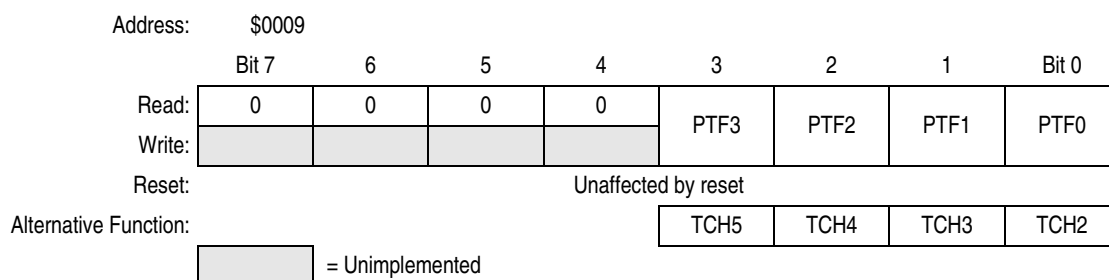 Address: $0009
Bit 7 6 5 4 3 2 1 Bit 0
Read: 0 0 0 0 PTF3 PTF2 PTF1 PTF0
Write:
Reset: Unaffected by reset
Alternative Function: TCH5 TCH4 TCH3 TCH2
= Unimplemented